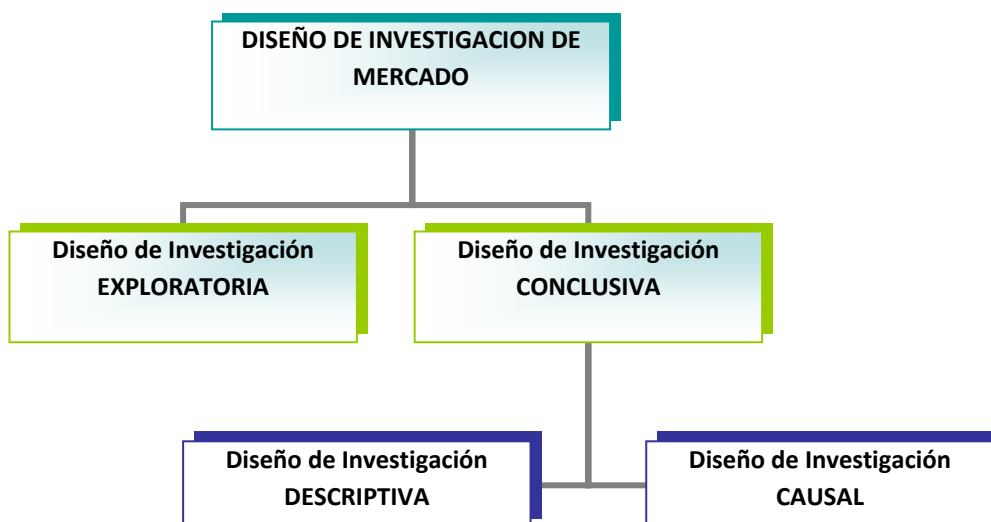 DISEÑO DE INVESTIGACION DE
MERCADO
Diseño de Investigación
EXPLORATORIA
Diseño de Investigación
CONCLUSIVA
Diseño de Investigación
DESCRIPTIVA
Diseño de Investigación
CAUSAL